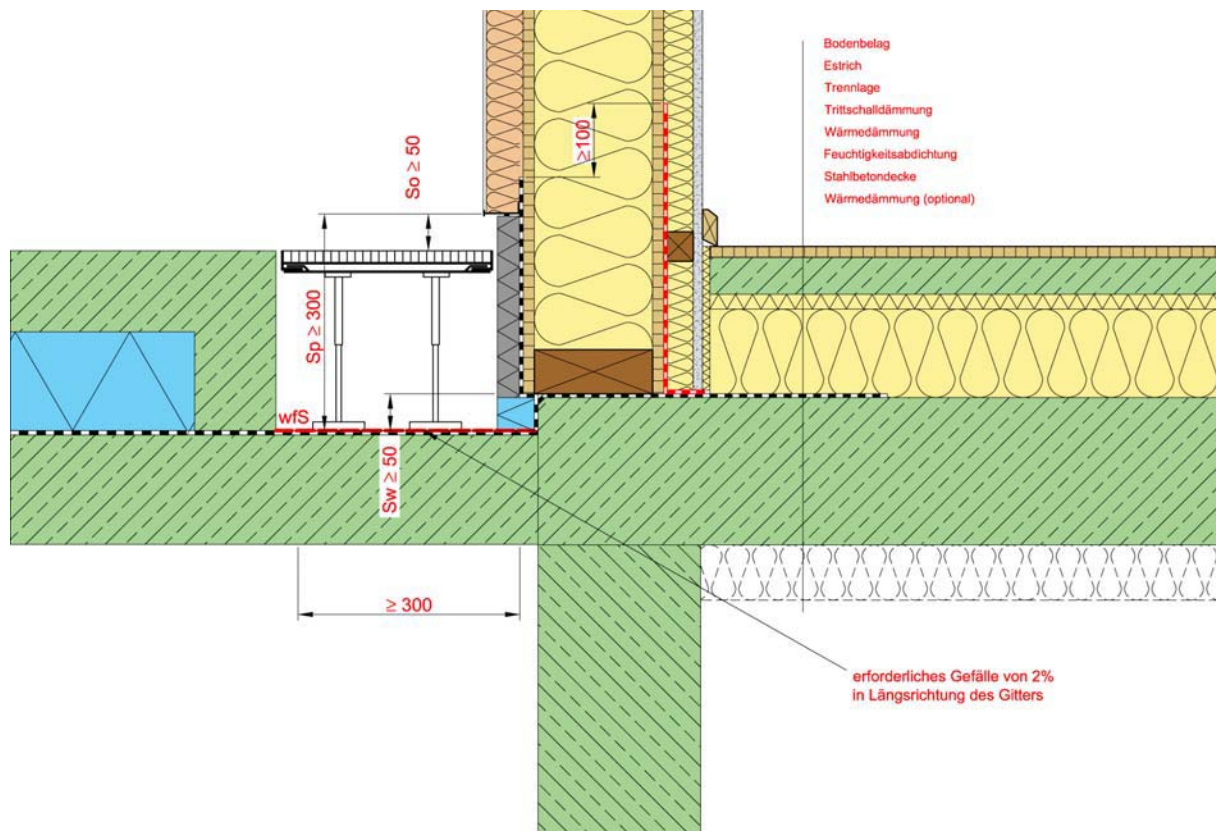 Bodenbelag
Estrich
Trennlage
Trittschalldämmung
Wärmedämmung
Feuchtigkeitsabdichtung
Stahlbetondecke
Wärmedämmung (optional)
So ≥ 50
≥100
Sp ≥ 300
wfS
Sw ≥ 50
≥ 300
erforderliches Gefälle von 2%
in Längsrichtung des Gitters